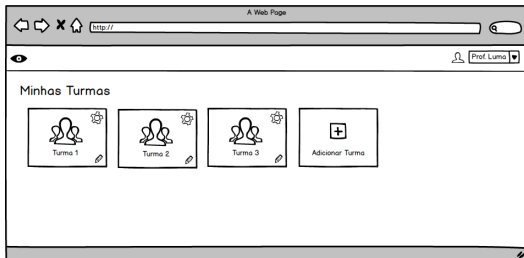 A Web Page
http://
Prof. Luma
Minhas Turmas
Turma 1
Turma 2
Turma 3
Adicionar Turma